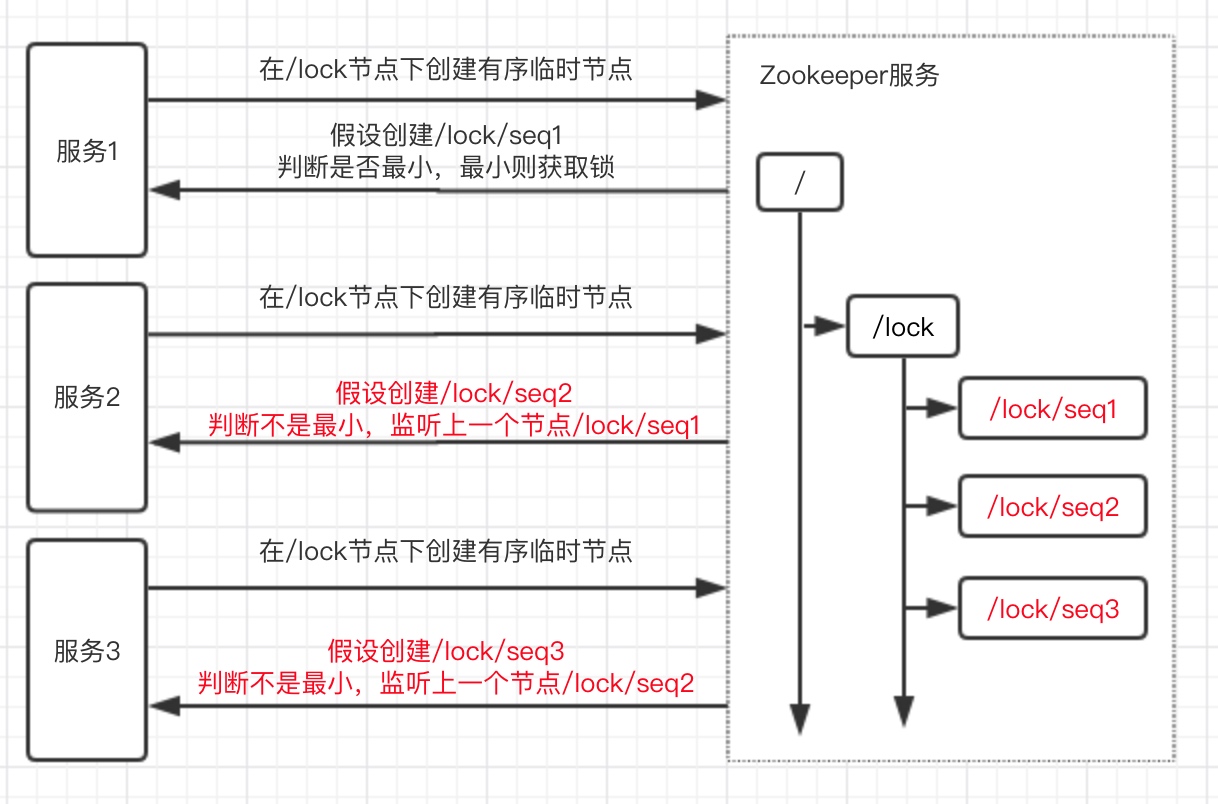 在/lock节点下创建有序临时节点
服务1
假设创建/lock/seq1
判断是否最小，最小则获取锁
在/lock节点下创建有序临时节点
服务2
假设创建/lock/seq2
判断不是最小，监听上一个节点/lock/seq1
在/lock节点下创建有序临时节点
服务3
假设创建/lock/seq3
判断不是最小，监听上一个节点/lock/seq2
Zookeeper服务
/
/lock
/lock/seq1
/lock/seq2
/lock/seq3